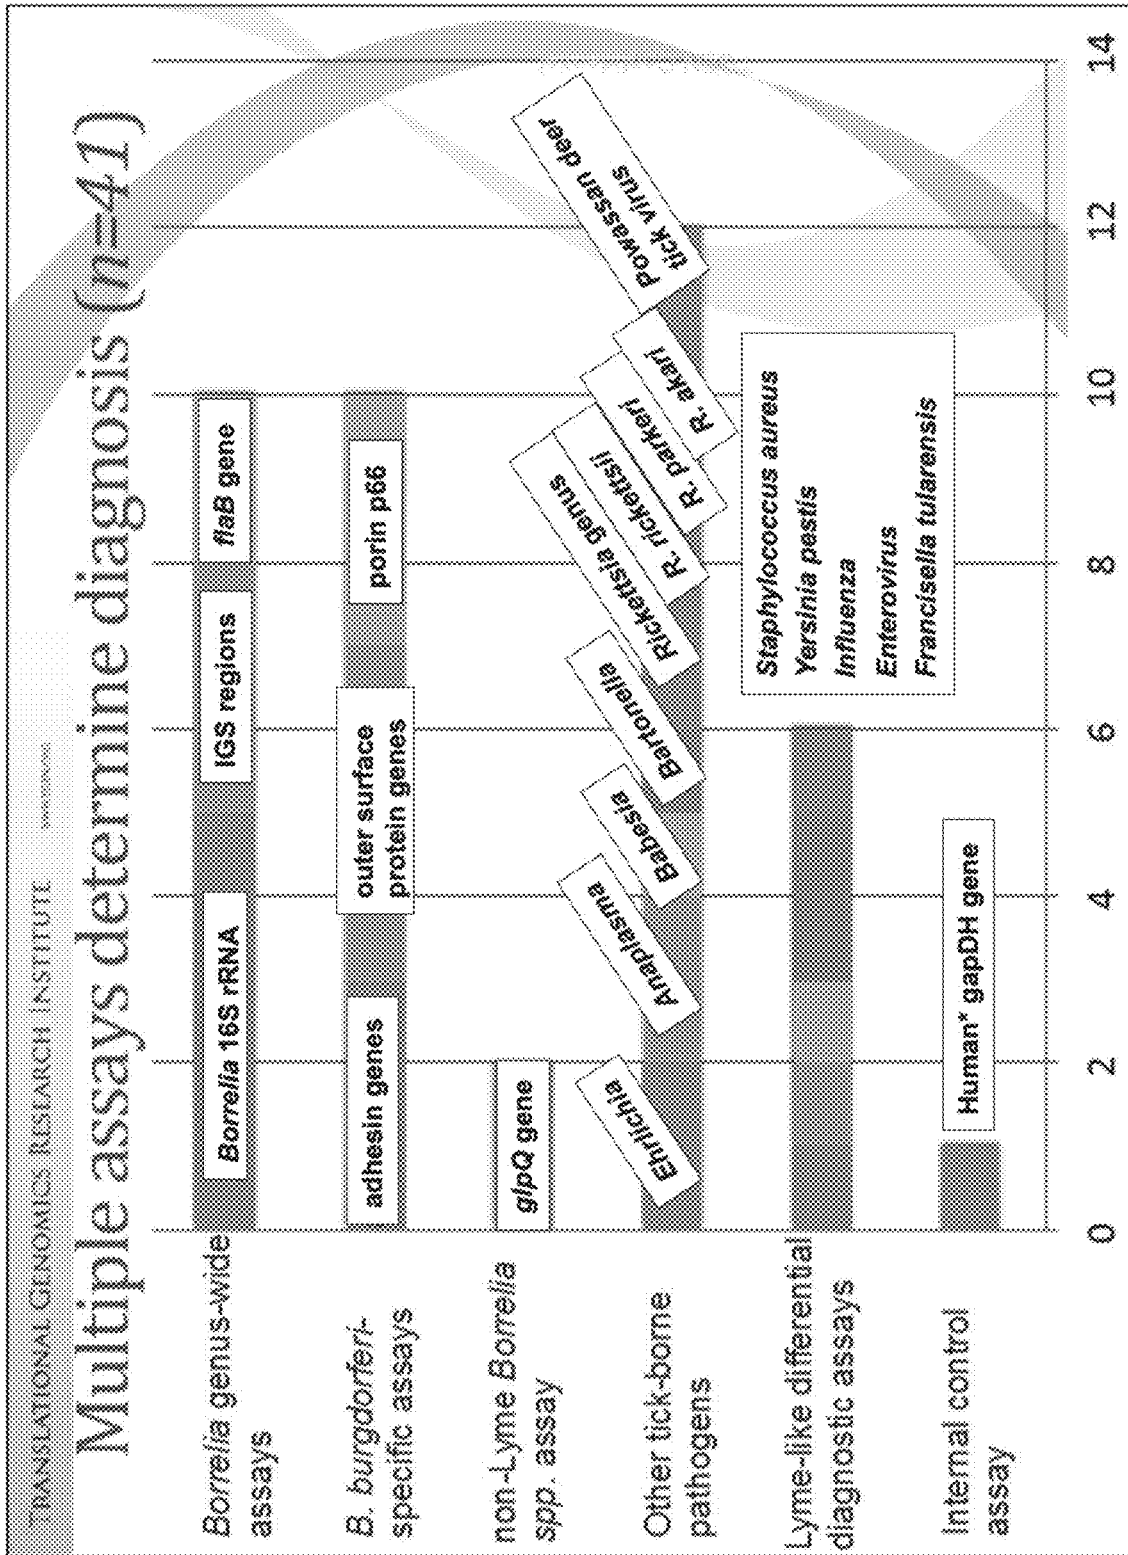 TRANSLATIONAL GENOMICS RESEARCH INSTITUTE
Multiple assays determine diagnosis (n=41)
Borrelia genus-wide
assays
Borrelia 16S rRNA
IGS regions
flaB gene
B. burgdorferi-
specific assays
adhesin genes
outer surface
protein genes
porin p66
non-Lyme Borrelia
spp. assay
glpQ gene
Other tick-borne
pathogens
Ehrlichia
Anaplasma
Babesia
Bartonella
Rickettsia genus
R. rickettsii
R. parkeri
R. akari
Powassan deer
tick virus
Lyme-like differential
diagnostic assays
Staphylococcus aureus
Yersinia pestis
Influenza
Enterovirus
Francisella tularensis
Internal control
assay
Human* gapDH gene
0 2 4 6 8 10 12 14